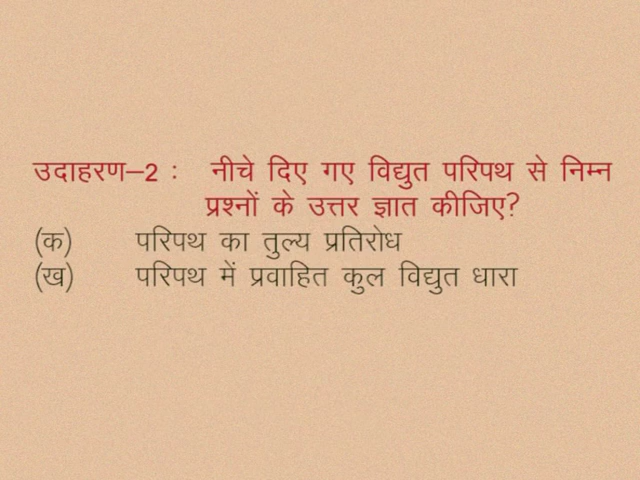 उदाहरण–2 : नीचे दिए गए विद्युत परिपथ से निम्न
प्रश्नों के उत्तर ज्ञात कीजिए?
(क) परिपथ का तुल्य प्रतिरोध
(ख) परिपथ में प्रवाहित कुल विद्युत धारा